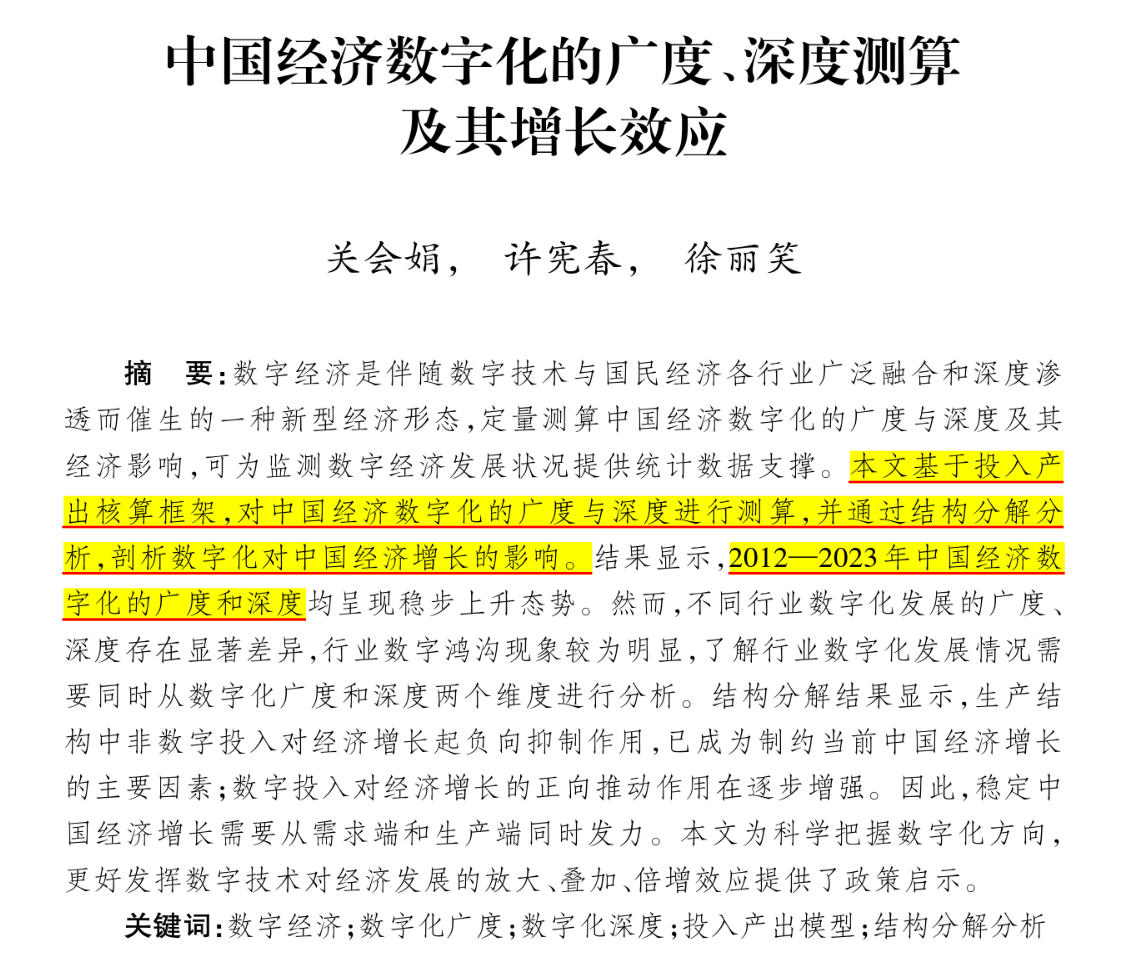 中国经济数字化的广度、深度测算
及其增长效应
关会娟， 许宪春， 徐丽笑
摘　要:数字经济是伴随数字技术与国民经济各行业广泛融合和深度渗
透而催生的一种新型经济形态,定量测算中国经济数字化的广度与深度及其
经济影响,可为监测数字经济发展状况提供统计数据支撑。本文基于投入产
出核算框架,对中国经济数字化的广度与深度进行测算,并通过结构分解分
析,剖析数字化对中国经济增长的影响。结果显示,2012—2023年中国经济数
字化的广度和深度均呈现稳步上升态势。然而,不同行业数字化发展的广度、
深度存在显著差异,行业数字鸿沟现象较为明显,了解行业数字化发展情况需
要同时从数字化广度和深度两个维度进行分析。结构分解结果显示,生产结
构中非数字投入对经济增长起负向抑制作用,已成为制约当前中国经济增长
的主要因素;数字投入对经济增长的正向推动作用在逐步增强。因此,稳定中
国经济增长需要从需求端和生产端同时发力。本文为科学把握数字化方向,
更好发挥数字技术对经济发展的放大、叠加、倍增效应提供了政策启示。
关键词:数字经济;数字化广度;数字化深度;投入产出模型;结构分解分析